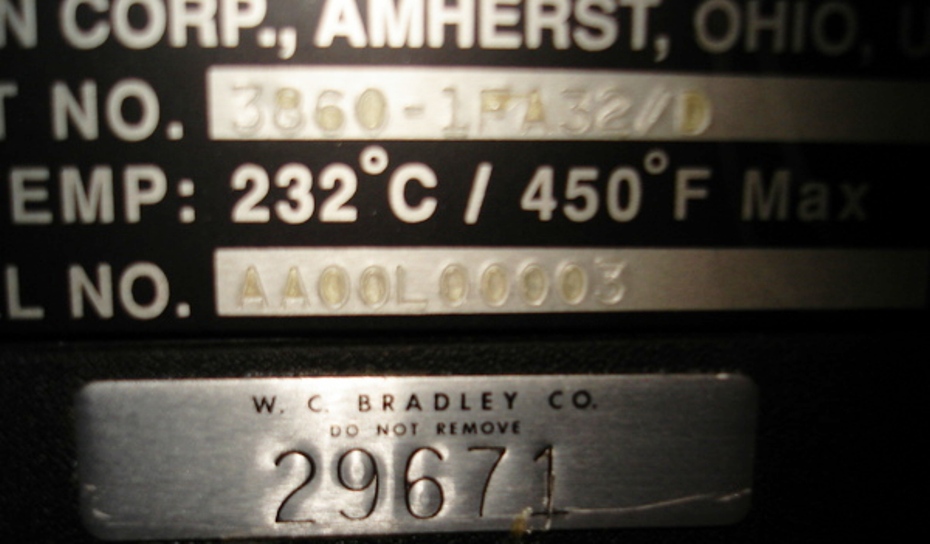 N CORP., AMHERST, OHIO, U
T NO. 3860-1FA32/D
EMP: 232°C / 450°F Max
L NO. AA00L00903
W. C. BRADLEY CO.
DO NOT REMOVE
29671